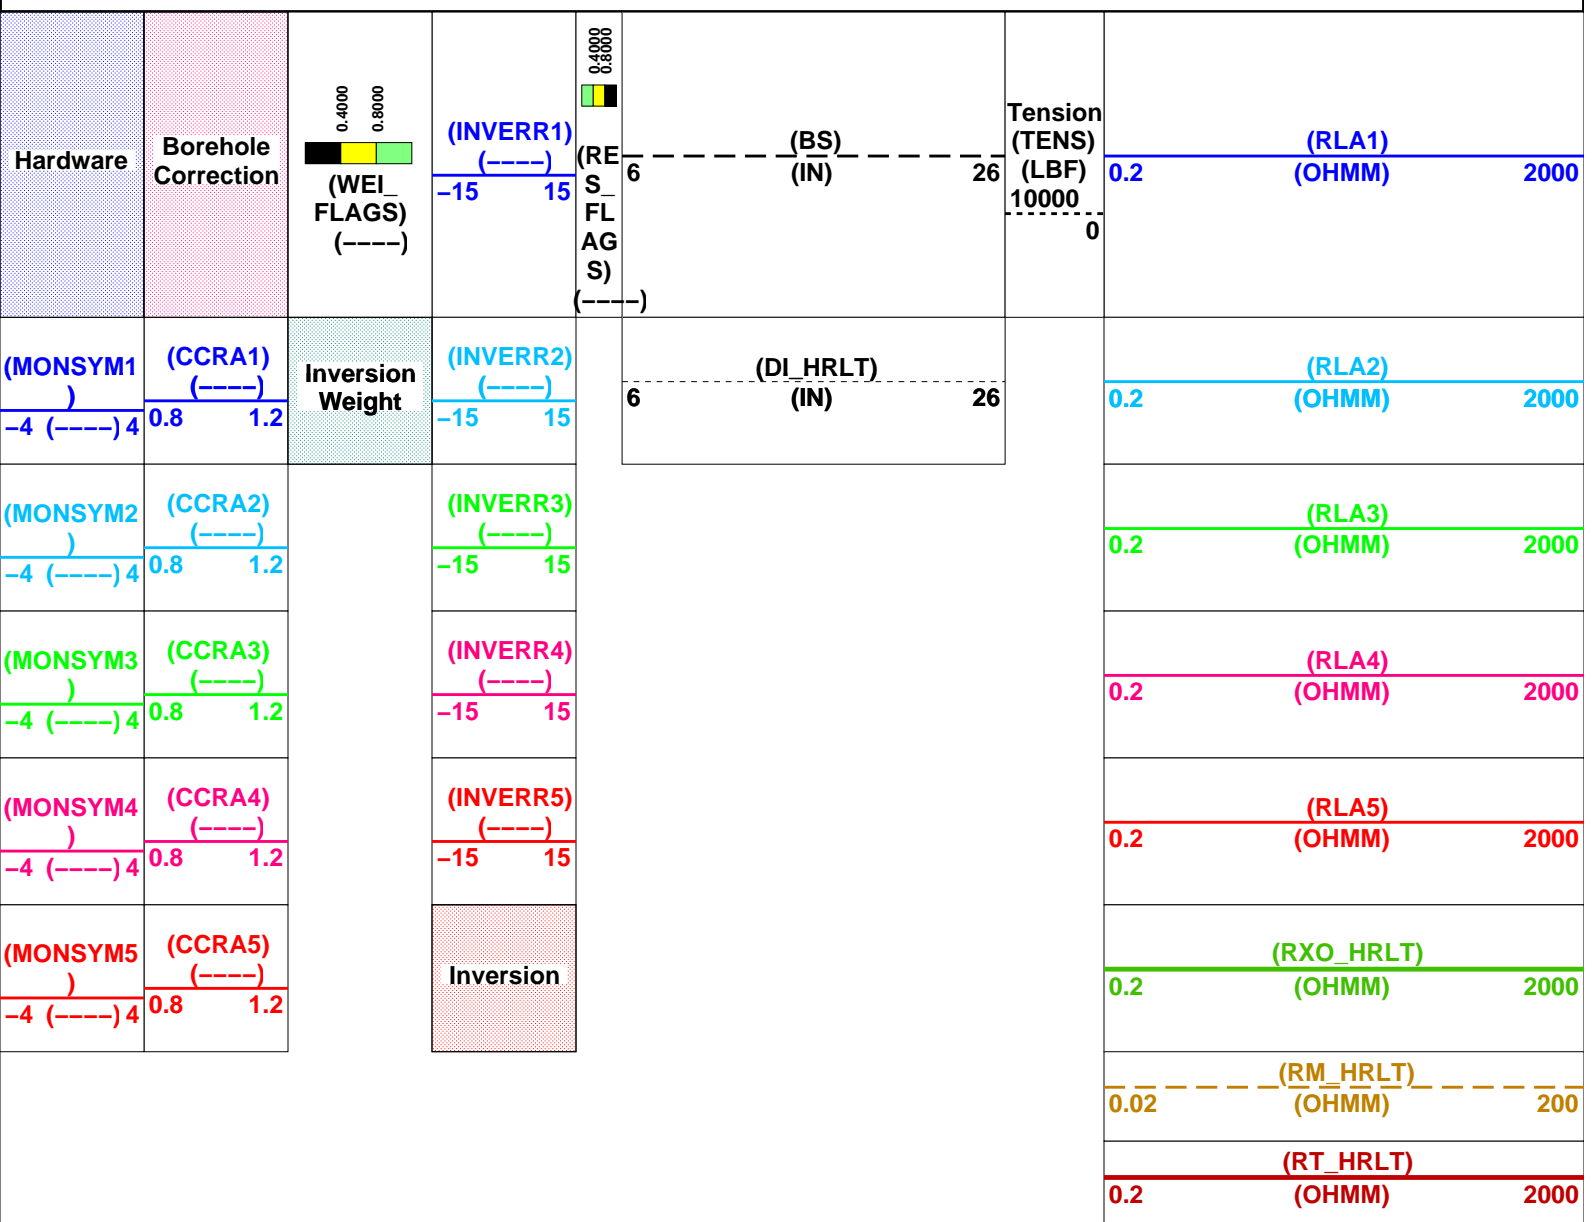 Hardware
Borehole
Correction
0.4000
0.8000
(WEI_
FLAGS)
(----)
(INVERR1)
(----)
-15 15
0.4000
0.8000
(RE
S_
FL
AG
S)
(----)
(BS)
6 (IN) 26
Tension
(TENS)
(LBF)
10000
0
(RLA1)
0.2 (OHMM) 2000
(MONSYM1
)
-4 (----) 4
(CCRA1)
(----)
0.8 1.2
Inversion
Weight
(INVERR2)
(----)
-15 15
(DI_HRLT)
6 (IN) 26
(RLA2)
0.2 (OHMM) 2000
(MONSYM2
)
-4 (----) 4
(CCRA2)
(----)
0.8 1.2
(INVERR3)
(----)
-15 15
(RLA3)
0.2 (OHMM) 2000
(MONSYM3
)
-4 (----) 4
(CCRA3)
(----)
0.8 1.2
(INVERR4)
(----)
-15 15
(RLA4)
0.2 (OHMM) 2000
(MONSYM4
)
-4 (----) 4
(CCRA4)
(----)
0.8 1.2
(INVERR5)
(----)
-15 15
(RLA5)
0.2 (OHMM) 2000
(MONSYM5
)
-4 (----) 4
(CCRA5)
(----)
0.8 1.2
Inversion
(RXO_HRLT)
0.2 (OHMM) 2000
(RM_HRLT)
0.02 (OHMM) 200
(RT_HRLT)
0.2 (OHMM) 2000